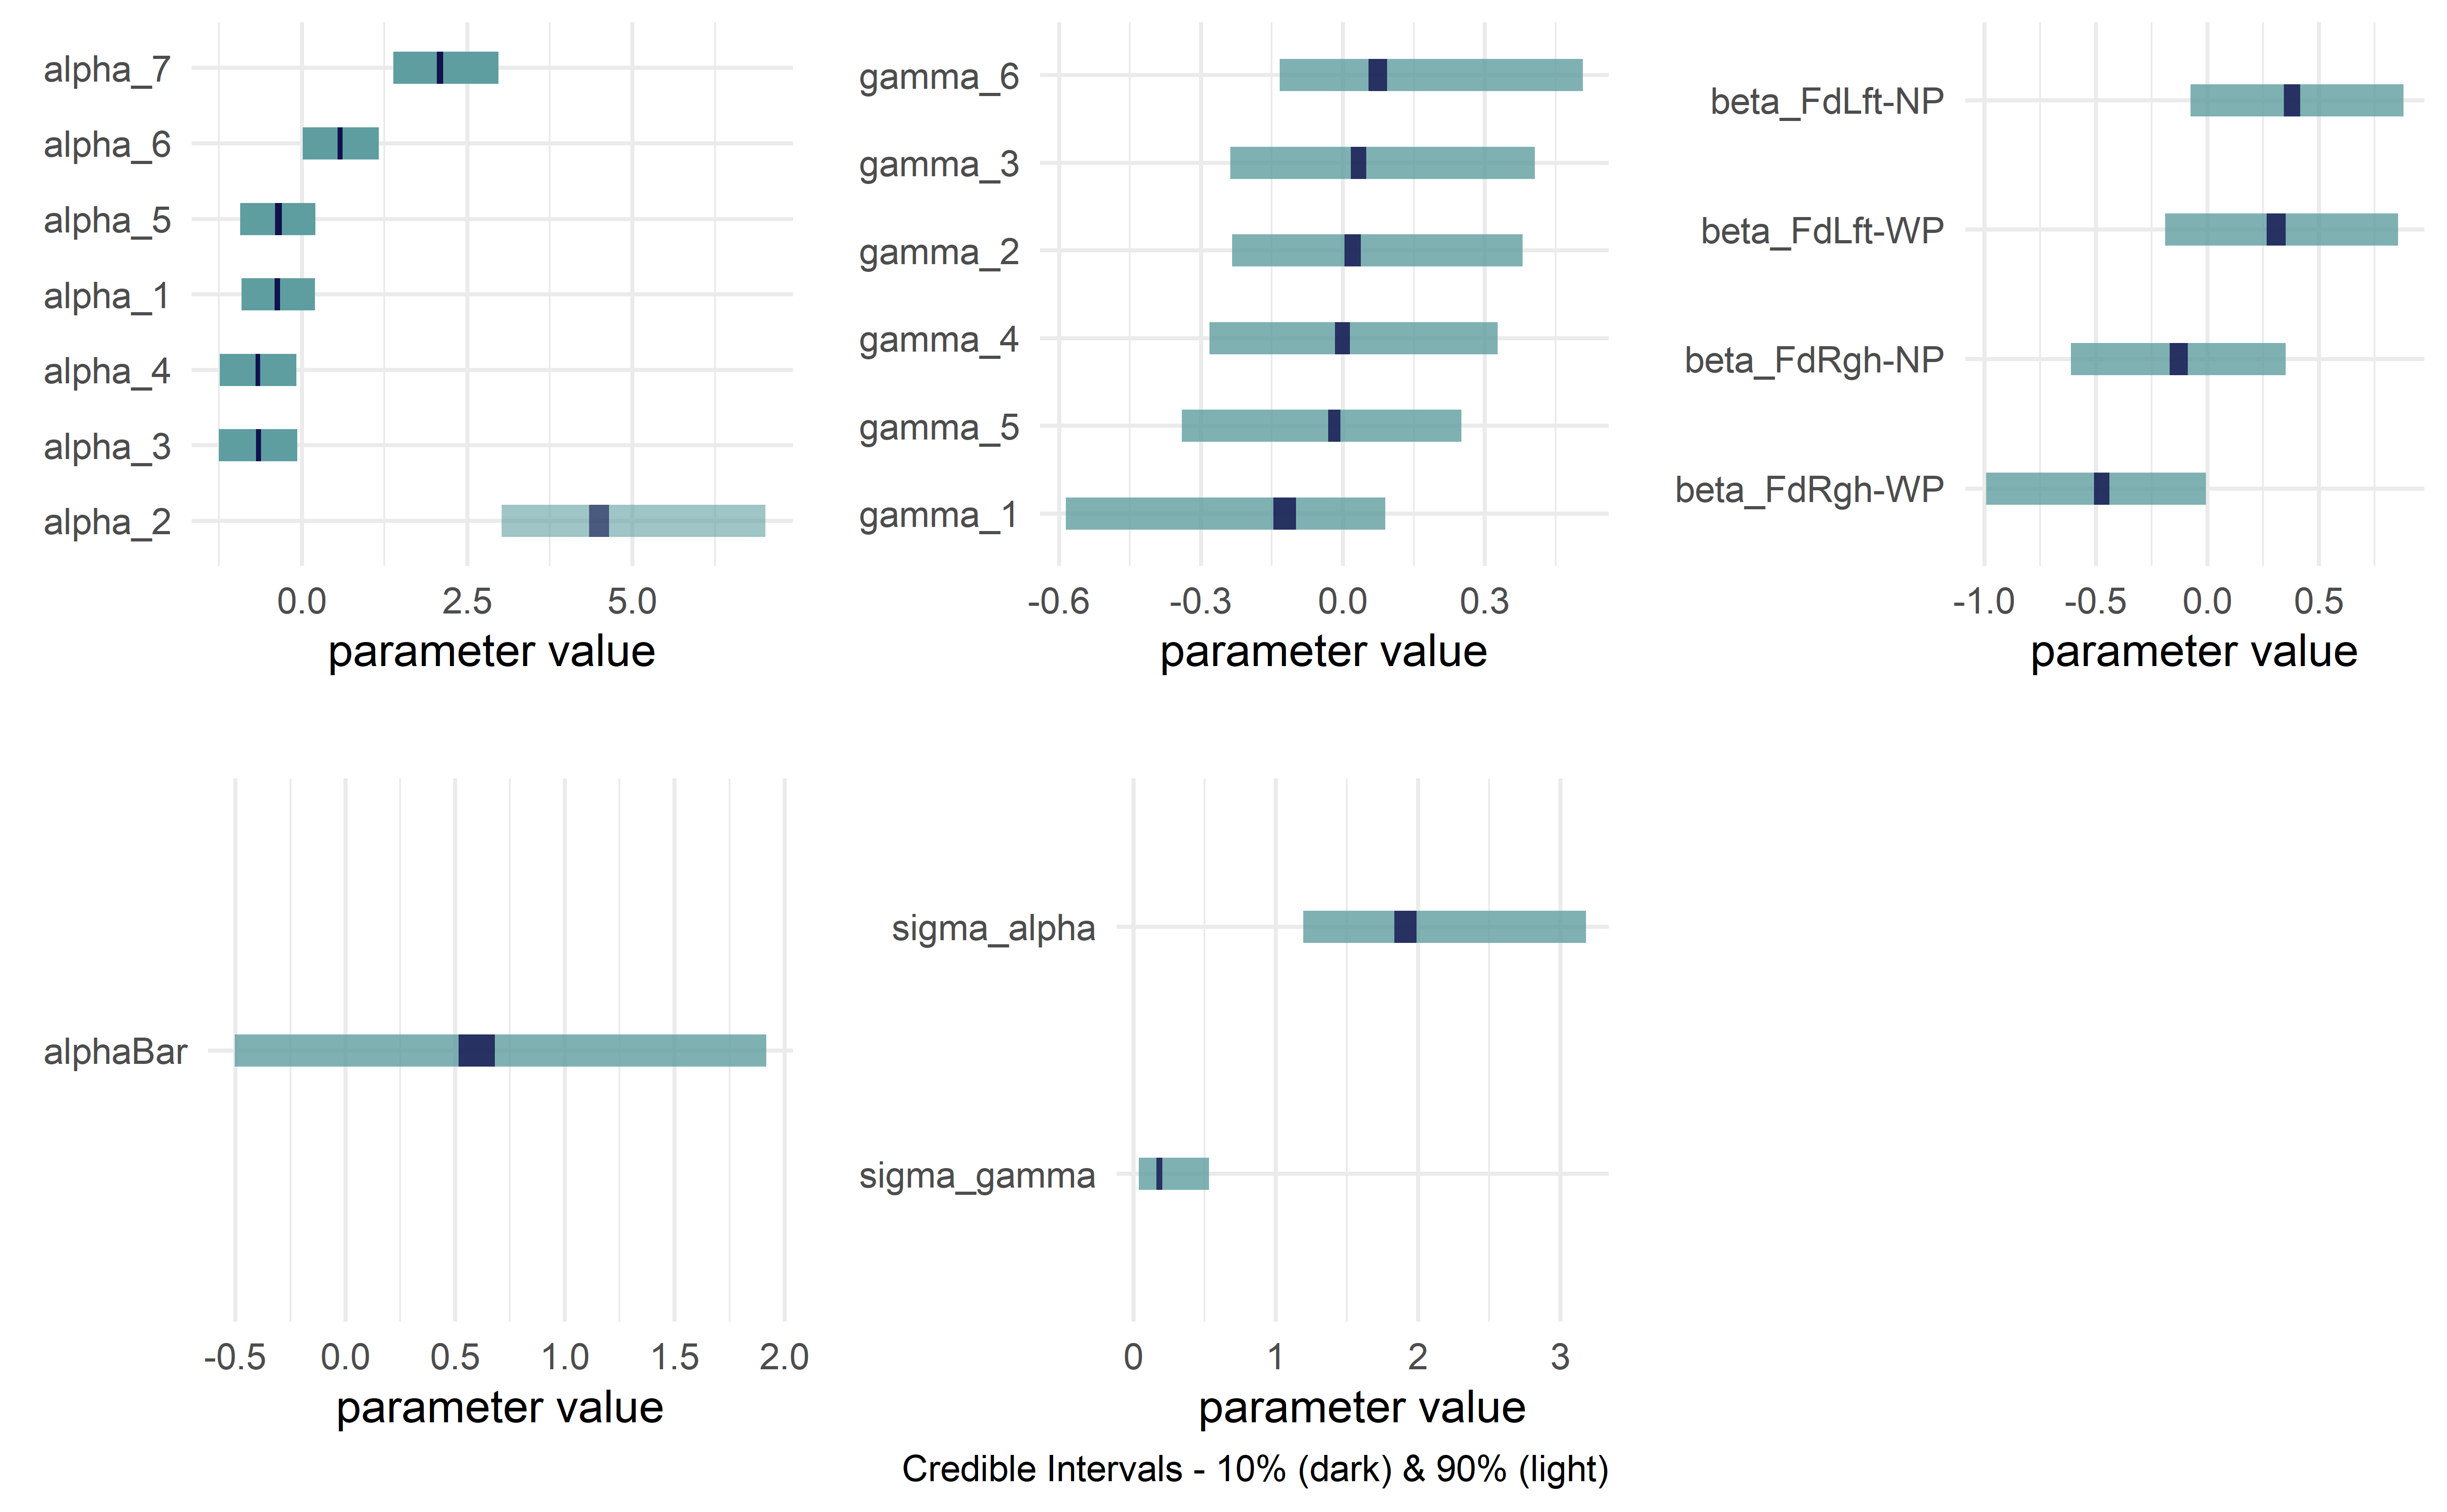 alpha_7
alpha_6
alpha_5
alpha_1
alpha_4
alpha_3
alpha_2
0.0 2.5 5.0
parameter value
gamma_6
gamma_3
gamma_2
gamma_4
gamma_5
gamma_1
-0.6 -0.3 0.0 0.3
parameter value
beta_FdLft-NP
beta_FdLft-WP
beta_FdRgh-NP
beta_FdRgh-WP
-1.0 -0.5 0.0 0.5
parameter value
alphaBar
-0.5 0.0 0.5 1.0 1.5 2.0
parameter value
sigma_alpha
sigma_gamma
0 1 2 3
parameter value
Credible Intervals - 10% (dark) & 90% (light)